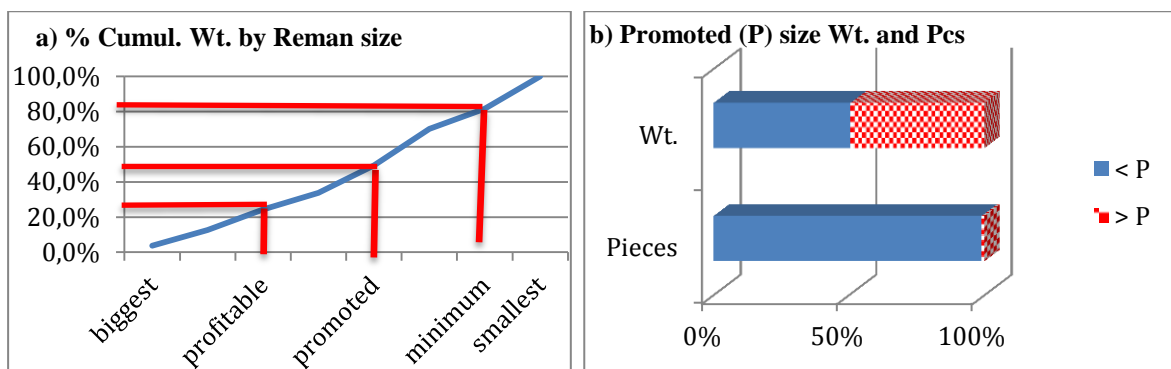 a) % Cumul. Wt. by Reman size
100,0%
80,0%
60,0%
40,0%
20,0%
0,0%
biggest
profitable
promoted
minimum
smallest
b) Promoted (P) size Wt. and Pcs
Wt.
Pieces
0%
50%
100%
< P
> P